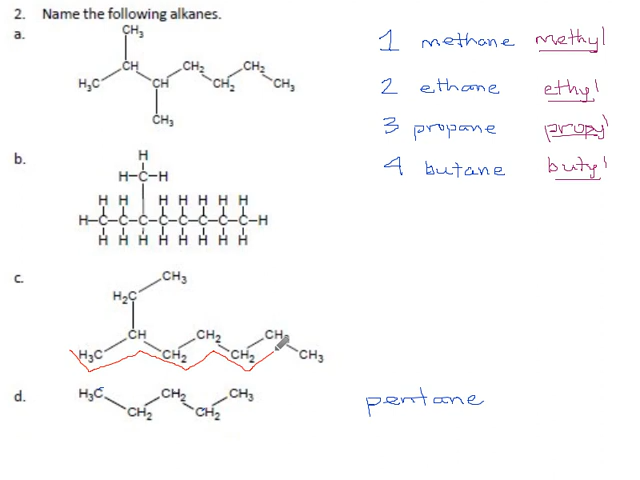 2. Name the following alkanes.
a.
CH3
CH CH2 CH2
H3C CH CH2 CH3
CH3
1 methane methyl
2 ethane ethyl
3 propane propyl
4 butane butyl
b.
H
H-C-H
H H H H H H H
H-C-C-C-C-C-C-C-C-H
H H H H H H H H
c.
CH3
H2C
CH CH2 CH2
H3C CH2 CH2 CH3
d.
H3C CH2 CH3
CH2 CH2
pentane